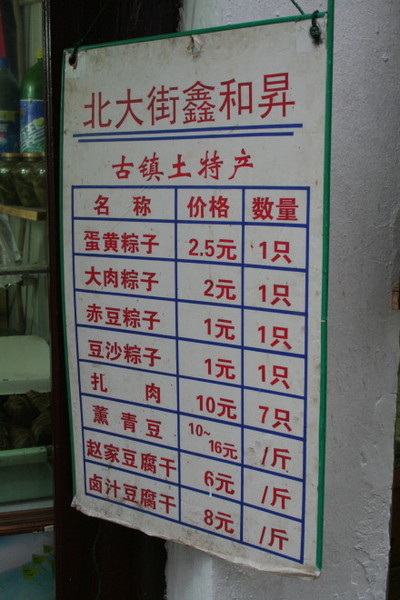 北大街鑫和昇
古镇土特产
名 称 价格 数量
蛋黄粽子 2.5元 1只
大肉粽子 2元 1只
赤豆粽子 1元 1只
豆沙粽子 1元 1只
扎 肉 10元 7只
薰青豆 10~16元 /斤
赵家豆腐干 6元 /斤
卤汁豆腐干 8元 /斤